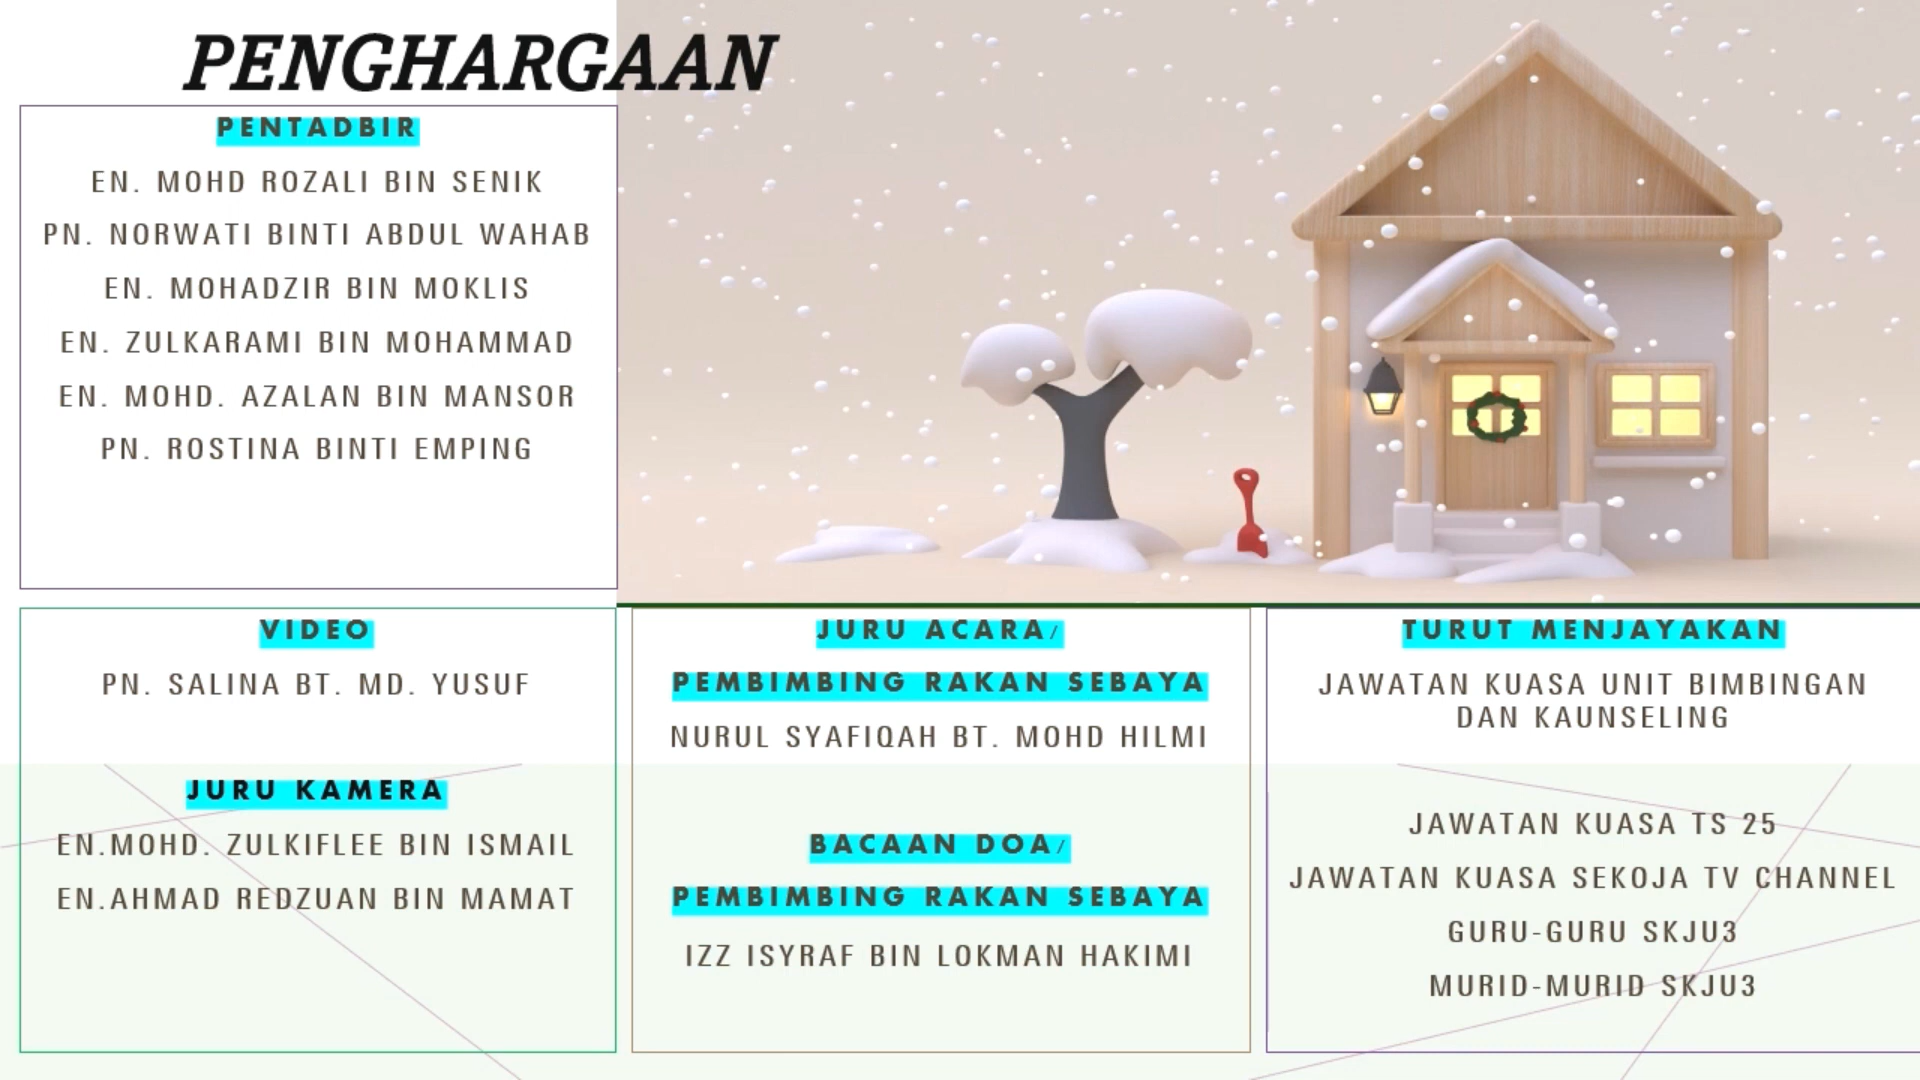 PENGHARGAAN
PENTADBIR
EN. MOHD ROZALI BIN SENIK
PN. NORWATI BINTI ABDUL WAHAB
EN. MOHADZIR BIN MOKLIS
EN. ZULKARAMI BIN MOHAMMAD
EN. MOHD. AZALAN BIN MANSOR
PN. ROSTINA BINTI EMPING
VIDEO
PN. SALINA BT. MD. YUSUF
JURU KAMERA
EN.MOHD. ZULKIFLEE BIN ISMAIL
EN.AHMAD REDZUAN BIN MAMAT
JURU ACARA/
PEMBIMBING RAKAN SEBAYA
NURUL SYAFIQAH BT. MOHD HILMI
BACAAN DOA/
PEMBIMBING RAKAN SEBAYA
IZZ ISYRAF BIN LOKMAN HAKIMI
TURUT MENJAYAKAN
JAWATAN KUASA UNIT BIMBINGAN
DAN KAUNSELING
JAWATAN KUASA TS 25
JAWATAN KUASA SEKOJA TV CHANNEL
GURU-GURU SKJU3
MURID-MURID SKJU3